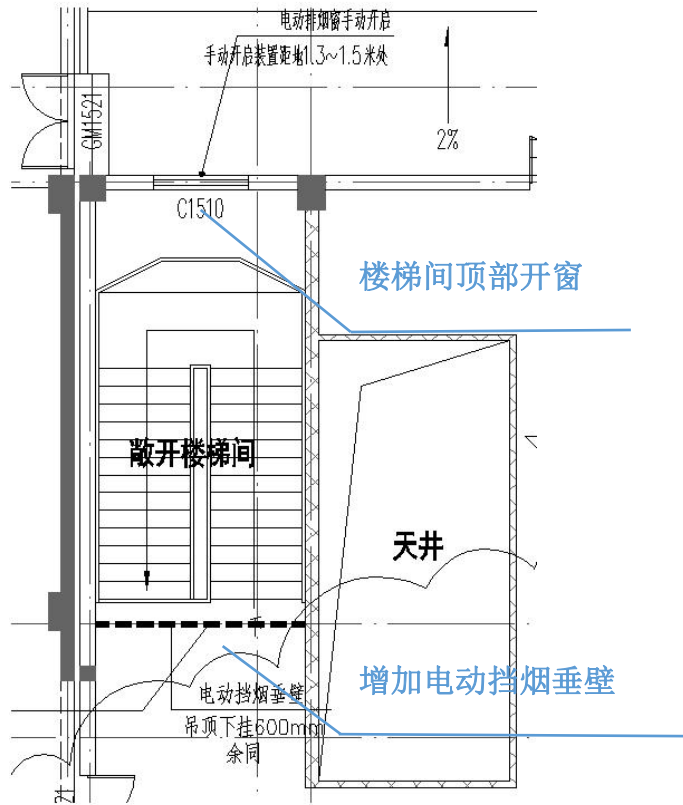 电动排烟窗手动开启
手动开启装置距地1.3~1.5米处
GM1521
2%
C1510
楼梯间顶部开窗
敞开楼梯间
天井
增加电动挡烟垂壁
电动挡烟垂壁
吊顶下挂600mm
余同
21